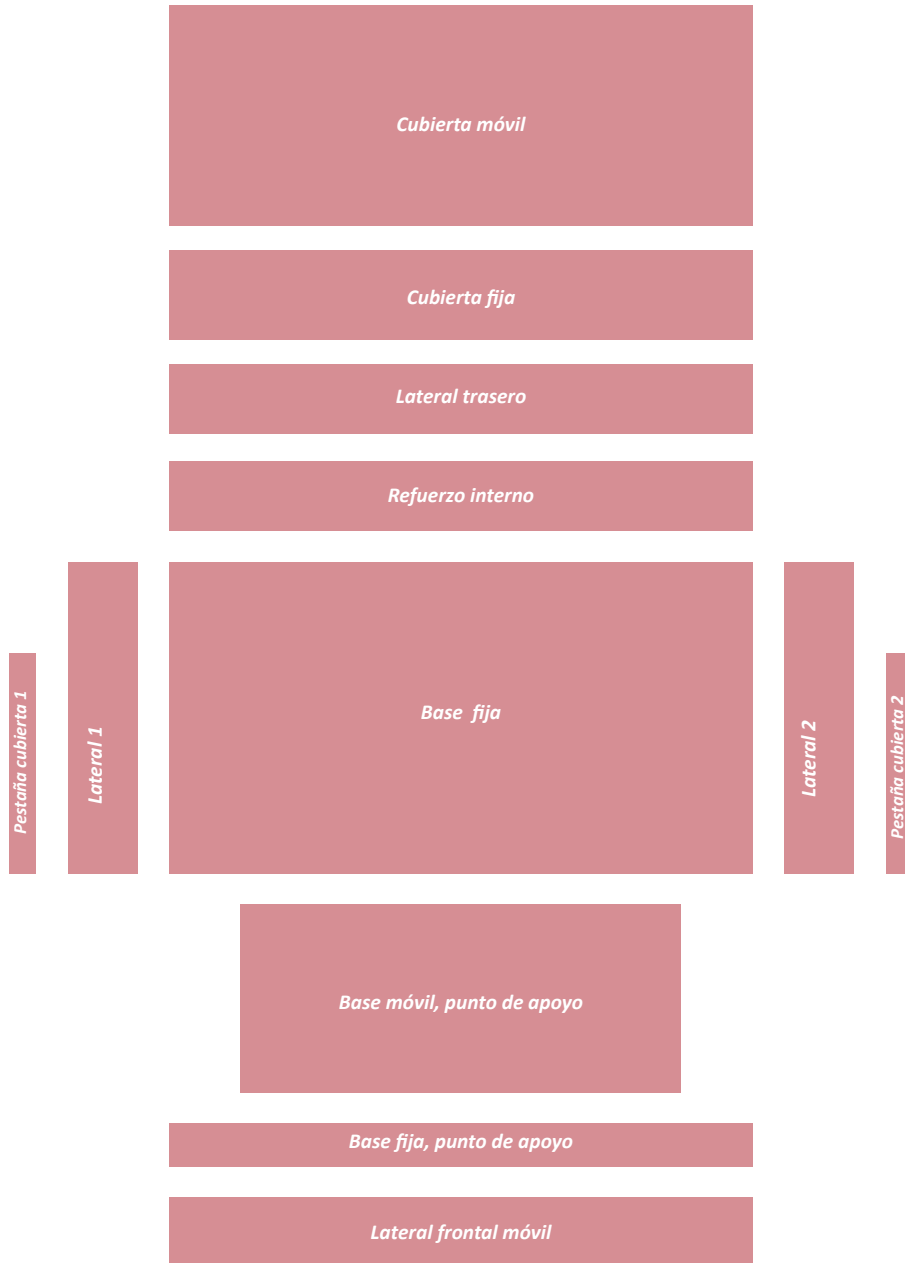 Cubierta móvil
Cubierta fija
Lateral trasero
Refuerzo interno
Pestaña cubierta 1
Lateral 1
Base fija
Lateral 2
Pestaña cubierta 2
Base móvil, punto de apoyo
Base fija, punto de apoyo
Lateral frontal móvil